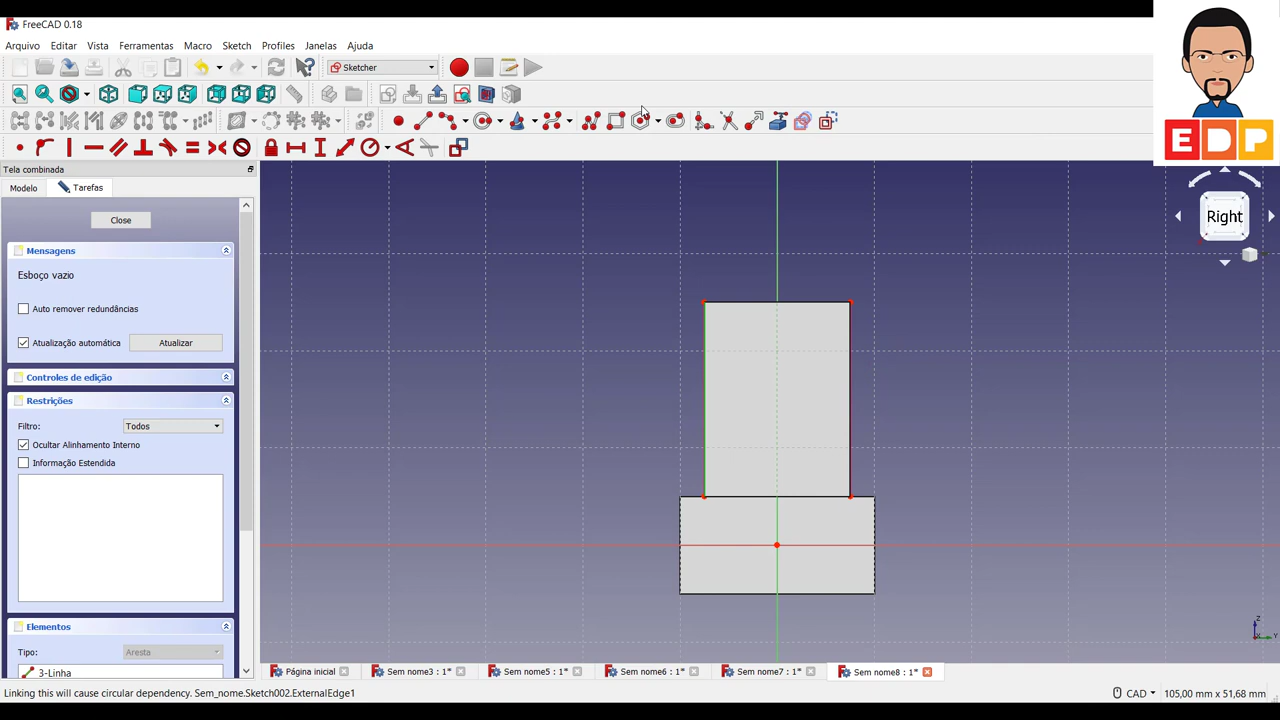 FreeCAD 0.18
Arquivo Editar Vista Ferramentas Macro Sketch Profiles Janelas Ajuda
Sketcher
EDP
Tela combinada
Modelo Tarefas
Close
Right
Mensagens
Esboço vazio
Auto remover redundâncias
Atualização automática Atualizar
Controles de edição
Restrições
Filtro: Todos
Ocultar Alinhamento Interno
Informação Estendida
Elementos
Tipo: Aresta
3-Linha
Z
X Y
Página inicial Sem nome3 : 1* Sem nome5 : 1* Sem nome6 : 1* Sem nome7 : 1* Sem nome8 : 1*
Linking this will cause circular dependency. Sem_nome.Sketch002.ExternalEdge1 CAD 105,00 mm x 51,68 mm